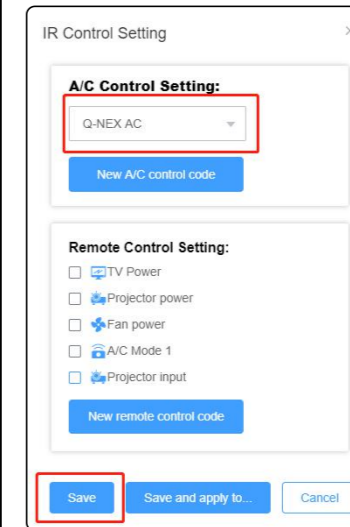 IR Control Setting
A/C Control Setting:
Q-NEX AC
New A/C control code
Remote Control Setting:
TV Power
Projector power
Fan power
A/C Mode 1
Projector input
New remote control code
Save Save and apply to... Cancel